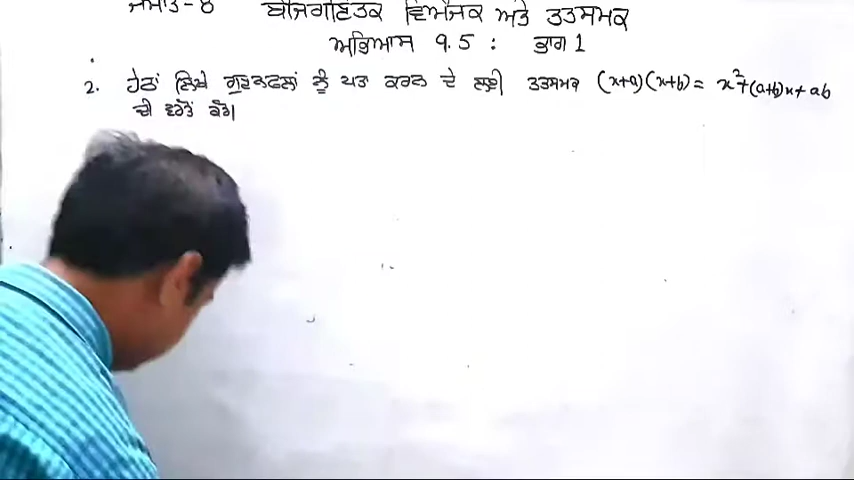 ਜਮਾਤ-8 ਬੀਜਗਣਿਤਕ ਵਿਅੰਜਕ ਅਤੇ ਤਤਸਮਕ
ਅਭਿਆਸ 9.5 : ਭਾਗ 1
2. ਹੇਠਾਂ ਲਿਖੇ ਗੁਣਨਫਲਾਂ ਨੂੰ ਪਤਾ ਕਰਨ ਦੇ ਲਈ ਤਤਸਮਕ (x+a)(x+b) = x²+(a+b)x+ab
ਦੀ ਵਰਤੋਂ ਕਰੋ।